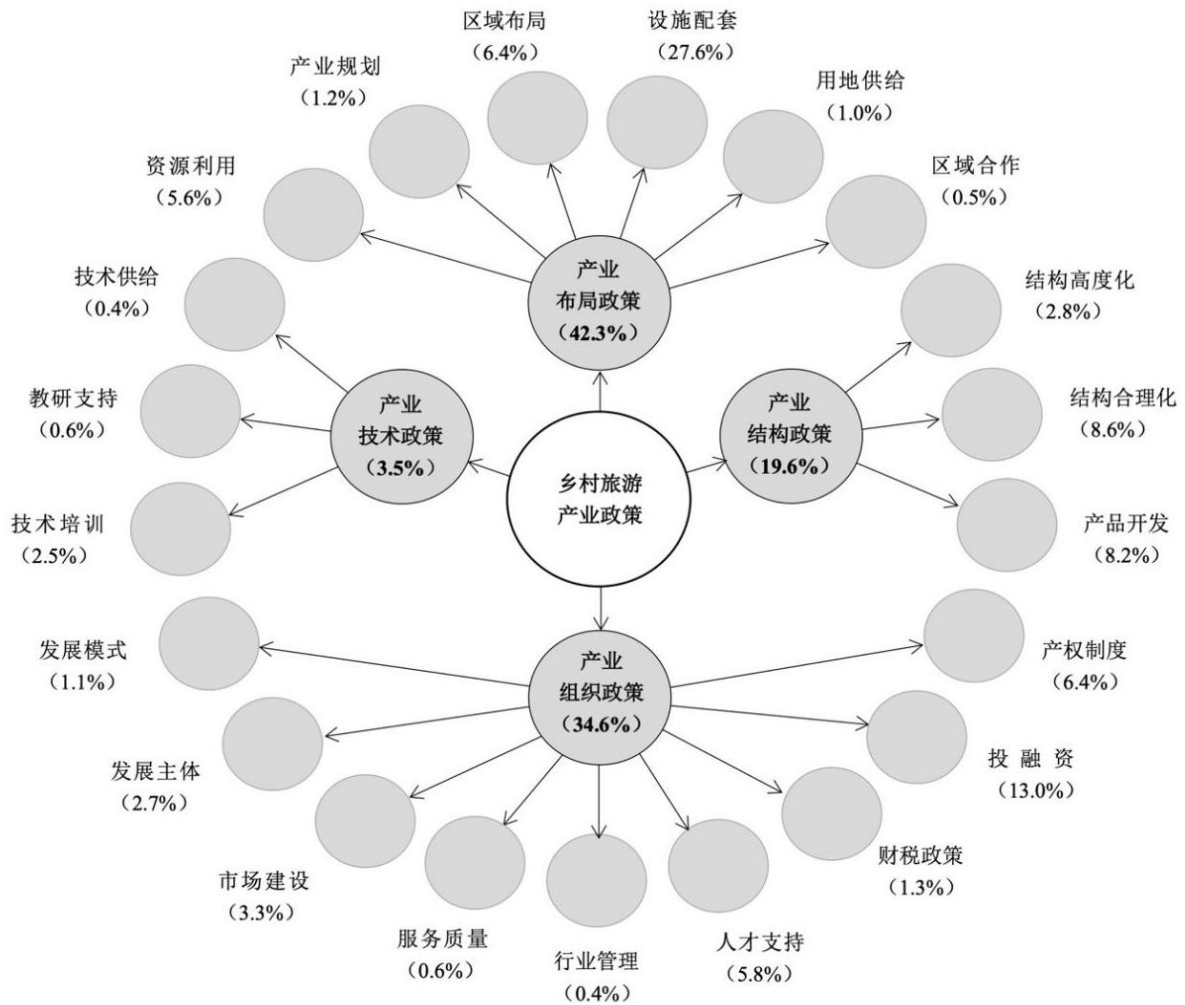 区域布局
（6.4%）
设施配套
（27.6%）
产业规划
（1.2%）
用地供给
（1.0%）
资源利用
（5.6%）
区域合作
（0.5%）
产业
布局政策
（42.3%）
技术供给
（0.4%）
结构高度化
（2.8%）
教研支持
（0.6%）
产业
技术政策
（3.5%）
产业
结构政策
（19.6%）
结构合理化
（8.6%）
乡村旅游
产业政策
技术培训
（2.5%）
产品开发
（8.2%）
发展模式
（1.1%）
产业
组织政策
（34.6%）
产权制度
（6.4%）
发展主体
（2.7%）
投 融 资
（13.0%）
市场建设
（3.3%）
财税政策
（1.3%）
服务质量
（0.6%）
行业管理
（0.4%）
人才支持
（5.8%）